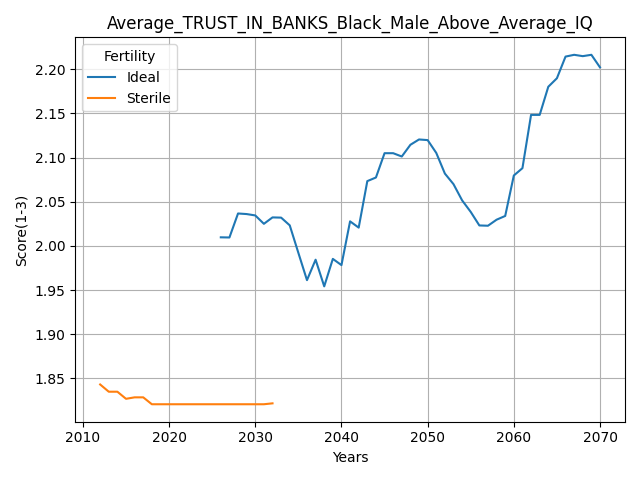 Average_TRUST_IN_BANKS_Black_Male_Above_Average_IQ
Fertility
Ideal
Sterile
Score(1-3)
2.20
2.15
2.10
2.05
2.00
1.95
1.90
1.85
2010 2020 2030 2040 2050 2060 2070
Years